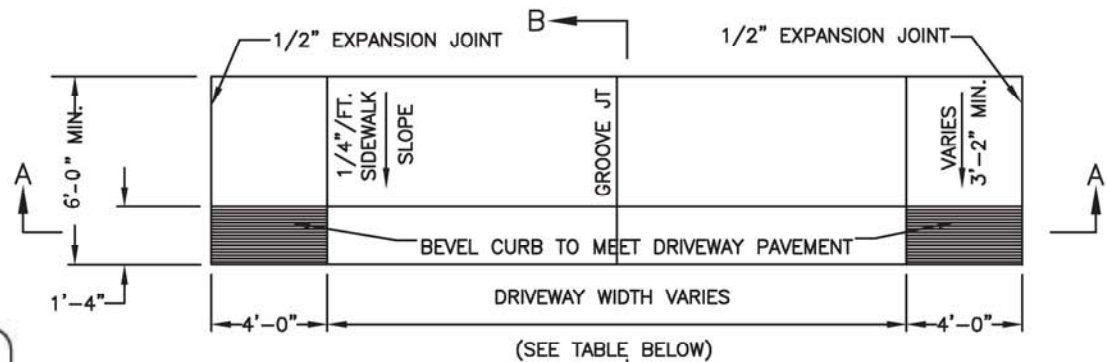 B
1/2" EXPANSION JOINT
1/2" EXPANSION JOINT
6'-0" MIN.
1/4"/FT.
SIDEWALK
SLOPE
GROOVE JT
VARIES
3'-2" MIN.
A
A
BEVEL CURB TO MEET DRIVEWAY PAVEMENT
1'-4"
DRIVEWAY WIDTH VARIES
4'-0"
4'-0"
(SEE TABLE BELOW)